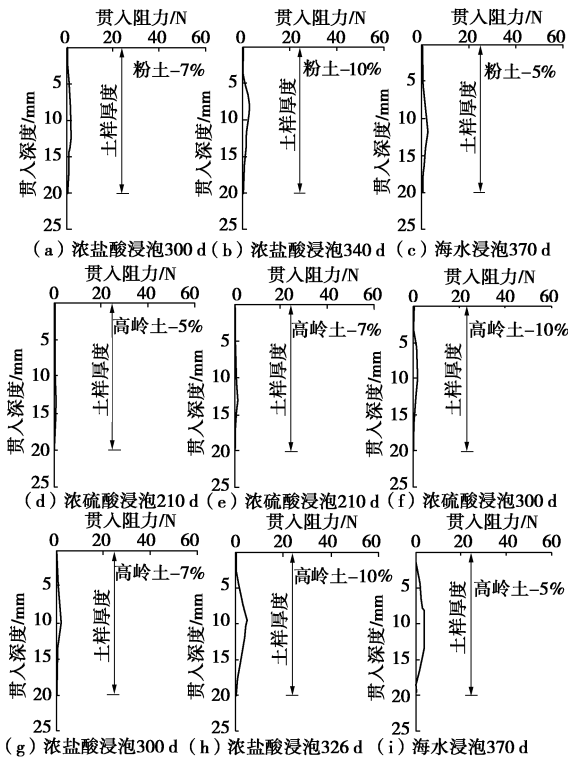 贯入阻力/N 贯入阻力/N 贯入阻力/N
0 20 40 60 0 20 40 60 0 20 40 60
粉土-7% 粉土-10% 粉土-5%
5 5 5
10 10 10
15 15 15
20 20 20
25 25 25
贯入深度/mm 土样厚度 贯入深度/mm 土样厚度 贯入深度/mm 土样厚度
(a) 浓盐酸浸泡300 d (b) 浓盐酸浸泡340 d (c) 海水浸泡370 d
贯入阻力/N 贯入阻力/N 贯入阻力/N
0 20 40 60 0 20 40 60 0 20 40 60
高岭土-5% 高岭土-7% 高岭土-10%
5 5 5
10 10 10
15 15 15
20 20 20
25 25 25
贯入深度/mm 土样厚度 贯入深度/mm 土样厚度 贯入深度/mm 土样厚度
(d) 浓硫酸浸泡210 d (e) 浓硫酸浸泡210 d (f) 浓硫酸浸泡300 d
贯入阻力/N 贯入阻力/N 贯入阻力/N
0 20 40 60 0 20 40 60 0 20 40 60
高岭土-7% 高岭土-10% 高岭土-5%
5 5 5
10 10 10
15 15 15
20 20 20
25 25 25
贯入深度/mm 土样厚度 贯入深度/mm 土样厚度 贯入深度/mm 土样厚度
(g) 浓盐酸浸泡300 d (h) 浓盐酸浸泡326 d (i) 海水浸泡370 d